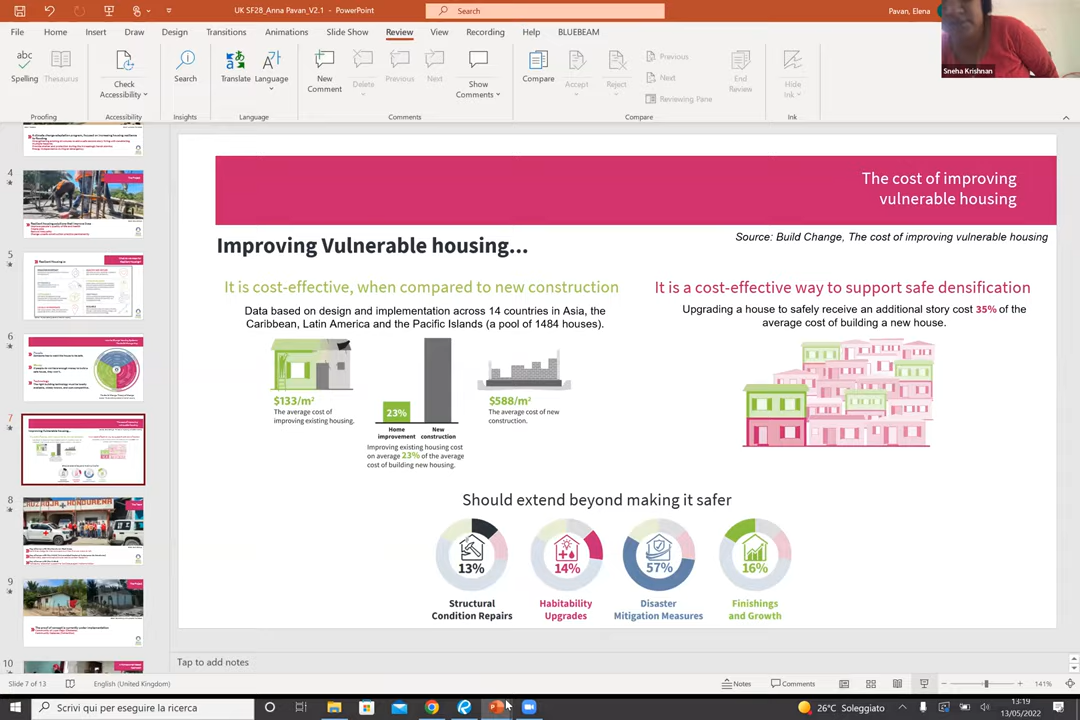 UK SF28_Anna Pavan_V2.1 - PowerPoint
Search
Pavan, Elena
File Home Insert Draw Design Transitions Animations Slide Show Review View Recording Help BLUEBEAM
Spelling
Thesaurus
Check
Accessibility
Search
Translate
Language
New
Comment
Delete
Previous
Next
Show
Comments
Compare
Accept
Reject
Previous
Next
Reviewing Pane
End
Review
Hide
Ink
Proofing
Accessibility
Insights
Language
Comments
Compare
Ink
Sneha Krishnan
4
5
6
7
8
9
10
The cost of improving
vulnerable housing
Improving Vulnerable housing...
Source: Build Change, The cost of improving vulnerable housing
It is cost-effective, when compared to new construction
Data based on design and implementation across 14 countries in Asia, the
Caribbean, Latin America and the Pacific Islands (a pool of 1484 houses).
$133/m²
The average cost of
improving existing housing.
23%
Home
improvement
New
construction
Improving existing housing cost
on average 23% of the average
cost of building new housing.
$588/m²
The average cost of new
construction.
It is a cost-effective way to support safe densification
Upgrading a house to safely receive an additional story cost 35% of the
average cost of building a new house.
Should extend beyond making it safer
13%
Structural
Condition Repairs
14%
Habitability
Upgrades
57%
Disaster
Mitigation Measures
16%
Finishings
and Growth
Tap to add notes
Slide 7 of 13
English (United Kingdom)
Notes
Comments
141%
Scrivi qui per eseguire la ricerca
26°C Soleggiato
13:19
13/05/2022